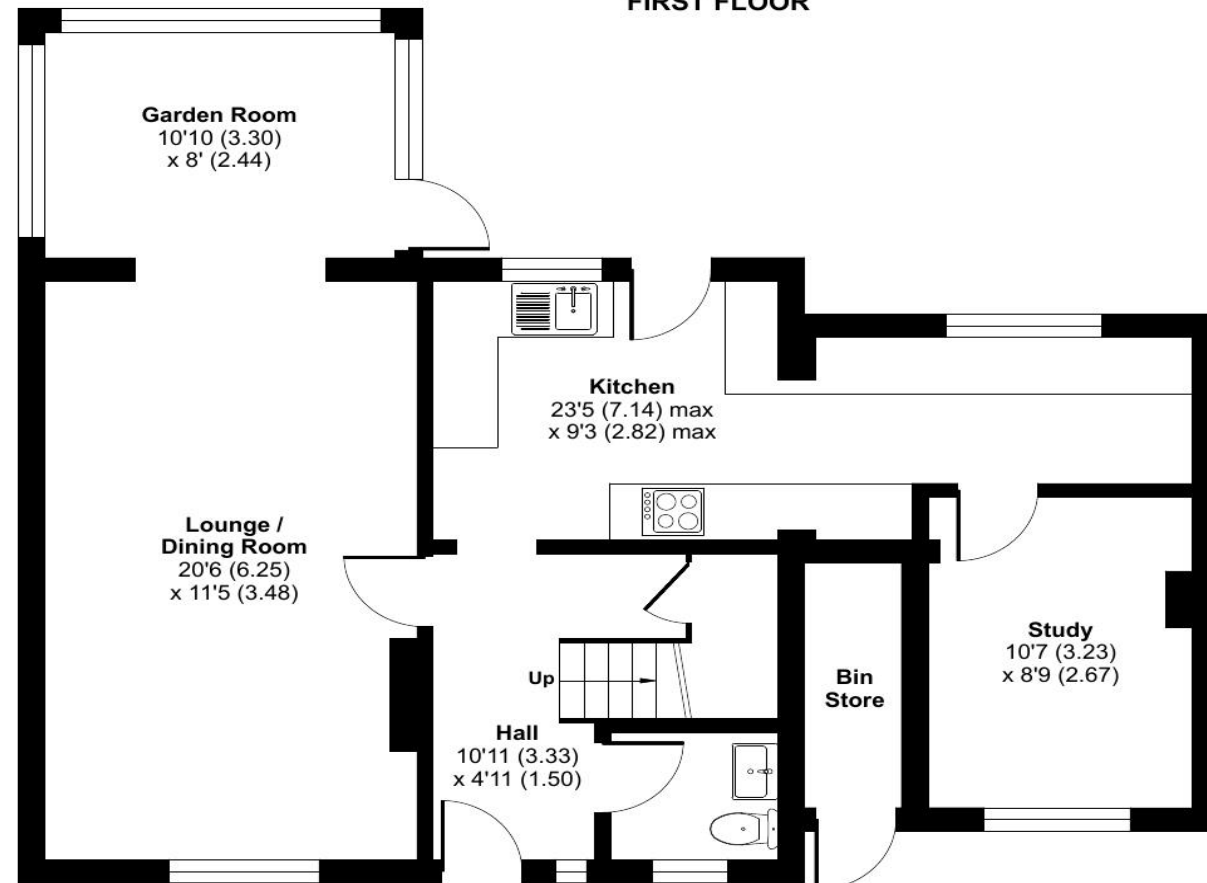 FIRST FLOOR
Garden Room
10'10 (3.30)
x 8' (2.44)
Kitchen
23'5 (7.14) max
x 9'3 (2.82) max
Lounge /
Dining Room
20'6 (6.25)
x 11'5 (3.48)
Study
10'7 (3.23)
x 8'9 (2.67)
Up
Bin
Store
Hall
10'11 (3.33)
x 4'11 (1.50)